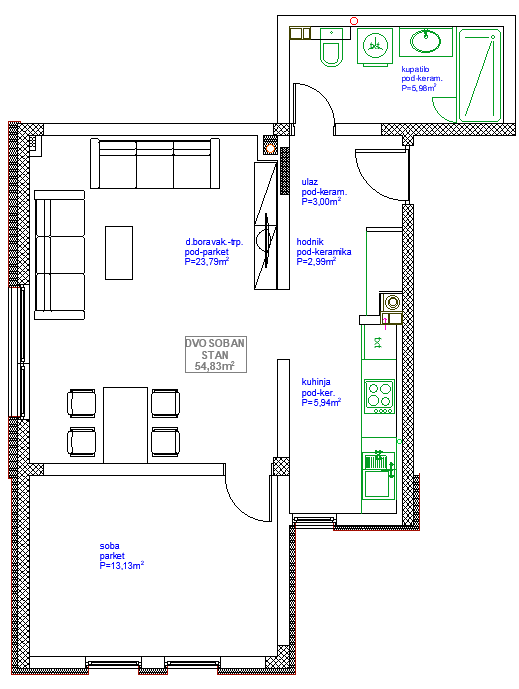 kupatilo
pod-keram.
P=5,98m²
ulaz
pod-keram.
P=3,00m²
d.boravak.-trp.
pod-parket
P=23,79m²
hodnik
pod-keramika
P=2,99m²
DVOSOBAN
STAN
54,83m²
kuhinja
pod-ker.
P=5,94m²
soba
parket
P=13,13m²